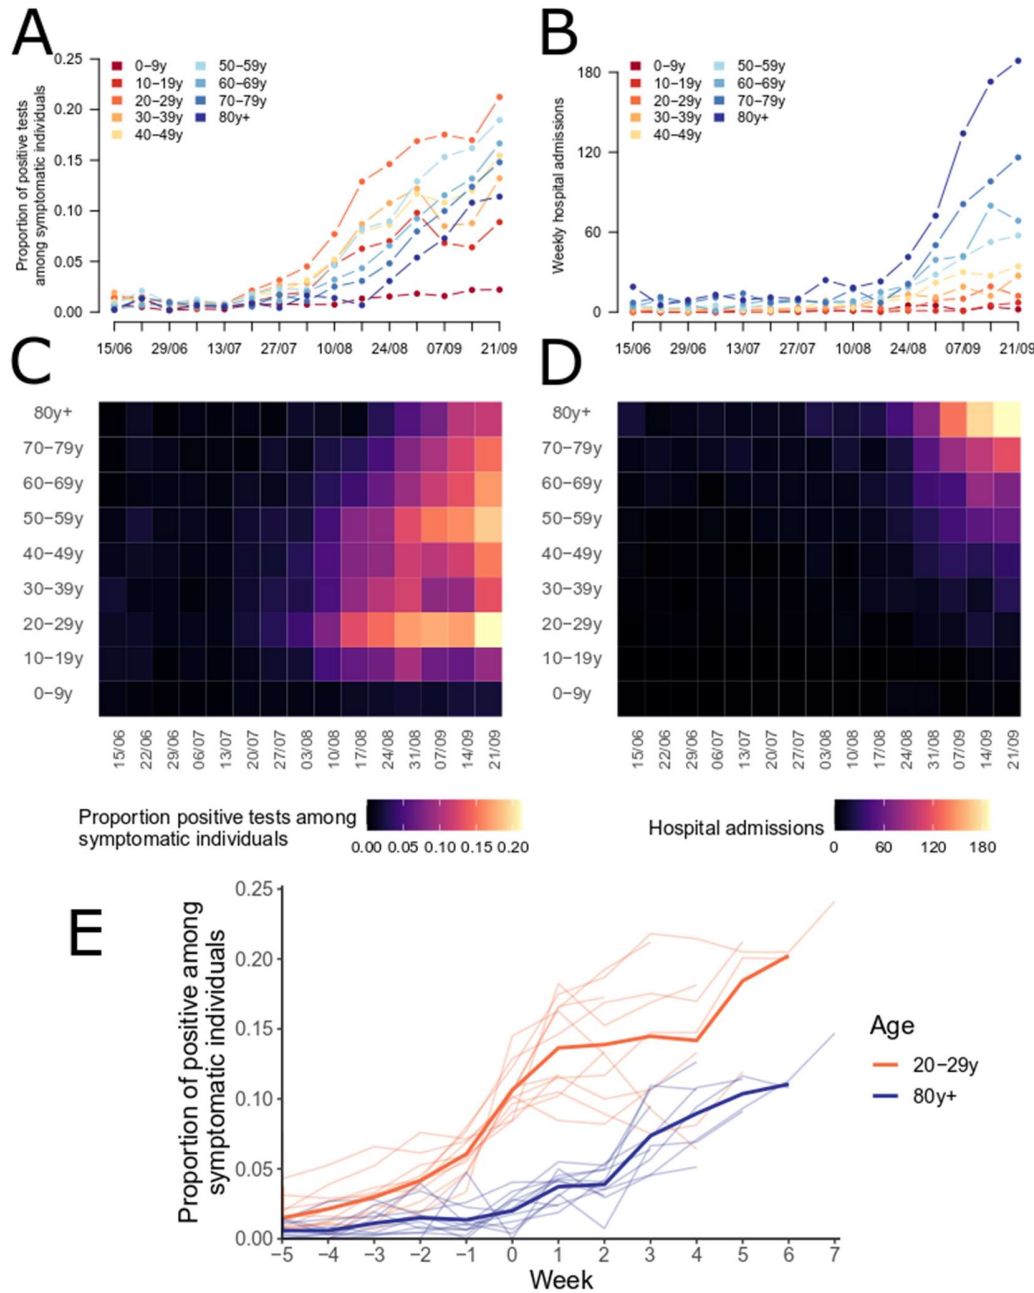 A
B
Proportion of positive tests
among symptomatic individuals
0.25
0.20
0.15
0.10
0.05
0.00
0−9y
10−19y
20−29y
30−39y
40−49y
50−59y
60−69y
70−79y
80y+
15/06
29/06
13/07
27/07
10/08
24/08
07/09
21/09
Weekly hospital admissions
180
120
60
0
0−9y
10−19y
20−29y
30−39y
40−49y
50−59y
60−69y
70−79y
80y+
15/06
29/06
13/07
27/07
10/08
24/08
07/09
21/09
C
D
80y+
70−79y
60−69y
50−59y
40−49y
30−39y
20−29y
10−19y
0−9y
15/06
22/06
29/06
06/07
13/07
20/07
27/07
03/08
10/08
17/08
24/08
31/08
07/09
14/09
21/09
80y+
70−79y
60−69y
50−59y
40−49y
30−39y
20−29y
10−19y
0−9y
15/06
22/06
29/06
06/07
13/07
20/07
27/07
03/08
10/08
17/08
24/08
31/08
07/09
14/09
21/09
Proportion positive tests among
symptomatic individuals
0.00 0.05 0.10 0.15 0.20
Hospital admissions
0 60 120 180
E
Proportion of positive among
symptomatic individuals
0.25
0.20
0.15
0.10
0.05
0.00
−5 −4 −3 −2 −1 0 1 2 3 4 5 6 7
Week
Age
20−29y
80y+